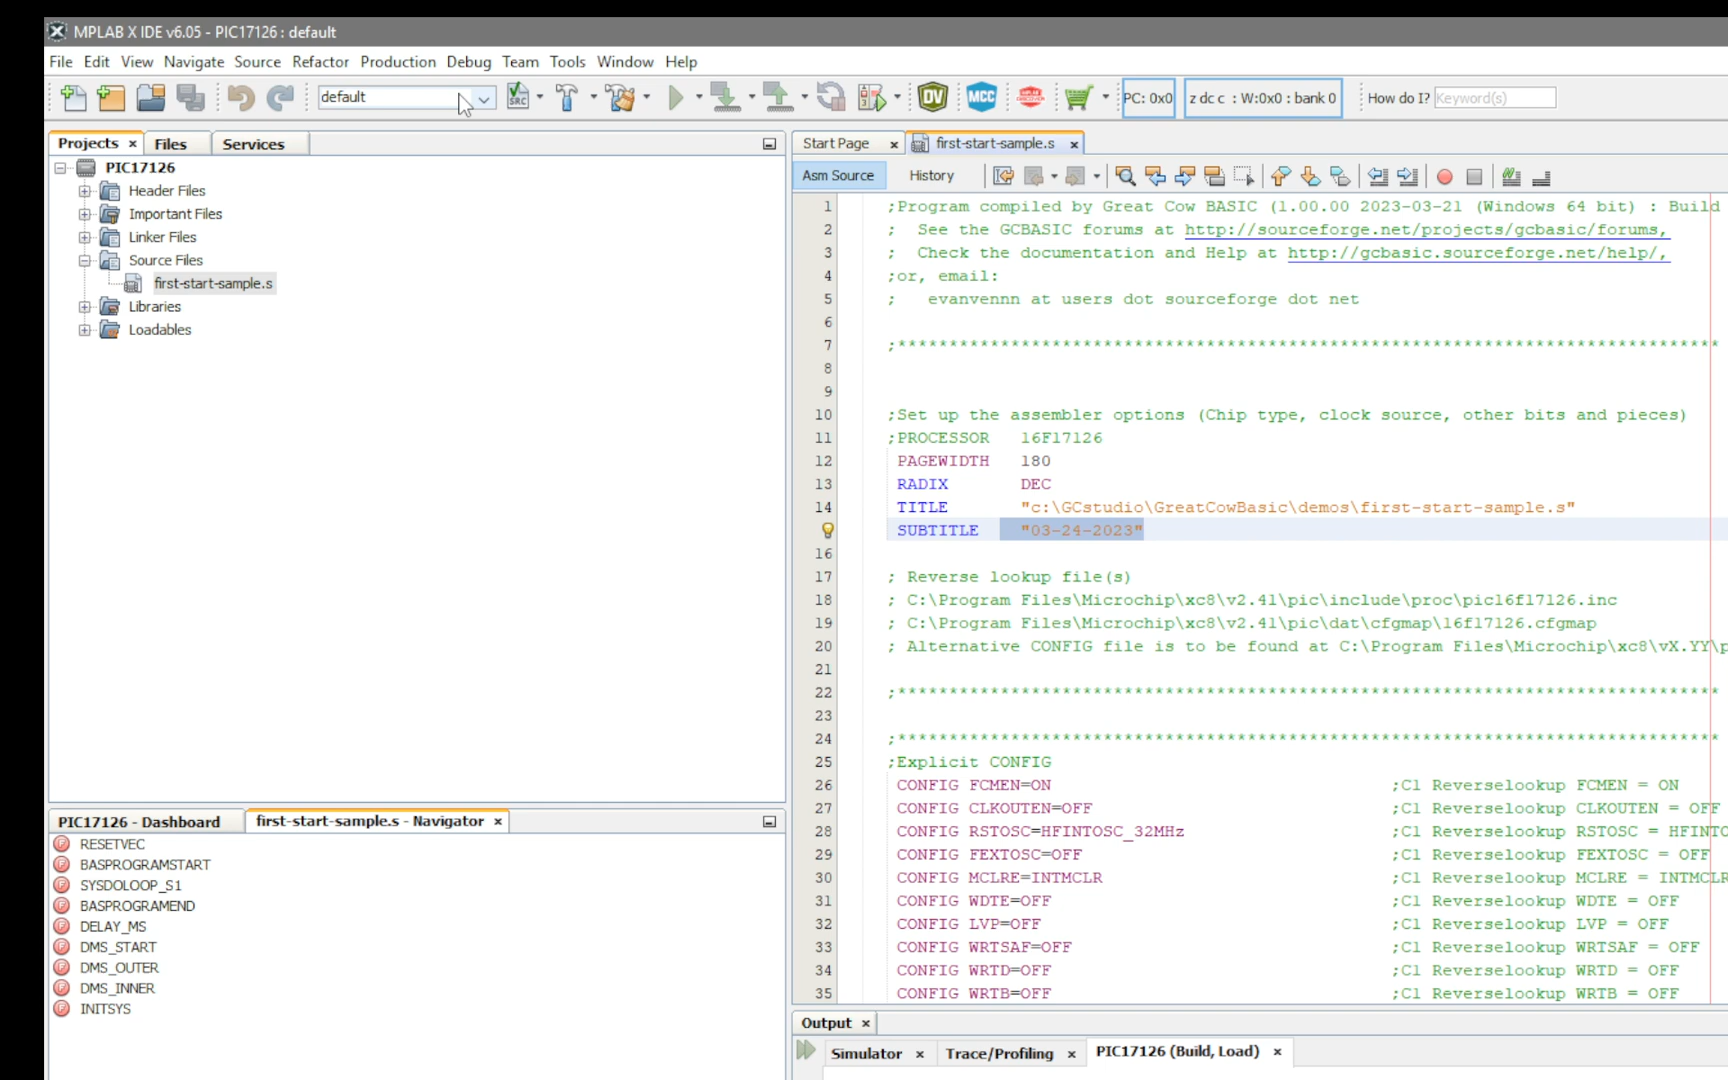 MPLAB X IDE v6.05 - PIC17126 : default
File Edit View Navigate Source Refactor Production Debug Team Tools Window Help
default
SRC
DV
MCC
PC: 0x0
z dc c : W:0x0 : bank 0
How do I? Keyword(s)
Projects
Files
Services
PIC17126
Header Files
Important Files
Linker Files
Source Files
first-start-sample.s
Libraries
Loadables
PIC17126 - Dashboard
first-start-sample.s - Navigator
RESETVEC
BASPROGRAMSTART
SYSDOLOOP_S1
BASPROGRAMEND
DELAY_MS
DMS_START
DMS_OUTER
DMS_INNER
INITSYS
Start Page
first-start-sample.s
Asm Source
History
1 ;Program compiled by Great Cow BASIC (1.00.00 2023-03-21 (Windows 64 bit) : Build
2 ;  See the GCBASIC forums at http://sourceforge.net/projects/gcbasic/forums,
3 ;  Check the documentation and Help at http://gcbasic.sourceforge.net/help/,
4 ;or, email:
5 ;   evanvennn at users dot sourceforge dot net
6
7 ;********************************************************************************
8
9
10 ;Set up the assembler options (Chip type, clock source, other bits and pieces)
11 ;PROCESSOR   16F17126
12 PAGEWIDTH   180
13 RADIX       DEC
14 TITLE       "c:\GCstudio\GreatCowBasic\demos\first-start-sample.s"
SUBTITLE    "03-24-2023"
16
17 ; Reverse lookup file(s)
18 ; C:\Program Files\Microchip\xc8\v2.41\pic\include\proc\pic16f17126.inc
19 ; C:\Program Files\Microchip\xc8\v2.41\pic\dat\cfgmap\16f17126.cfgmap
20 ; Alternative CONFIG file is to be found at C:\Program Files\Microchip\xc8\vX.YY\p
21
22 ;********************************************************************************
23
24 ;********************************************************************************
25 ;Explicit CONFIG
26 CONFIG FCMEN=ON ;C1 Reverselookup FCMEN = ON
27 CONFIG CLKOUTEN=OFF ;C1 Reverselookup CLKOUTEN = OFF
28 CONFIG RSTOSC=HFINTOSC_32MHz ;C1 Reverselookup RSTOSC = HFINTO
29 CONFIG FEXTOSC=OFF ;C1 Reverselookup FEXTOSC = OFF
30 CONFIG MCLRE=INTMCLR ;C1 Reverselookup MCLRE = INTMCLR
31 CONFIG WDTE=OFF ;C1 Reverselookup WDTE = OFF
32 CONFIG LVP=OFF ;C1 Reverselookup LVP = OFF
33 CONFIG WRTSAF=OFF ;C1 Reverselookup WRTSAF = OFF
34 CONFIG WRTD=OFF ;C1 Reverselookup WRTD = OFF
35 CONFIG WRTB=OFF ;C1 Reverselookup WRTB = OFF
Output
Simulator
Trace/Profiling
PIC17126 (Build, Load)